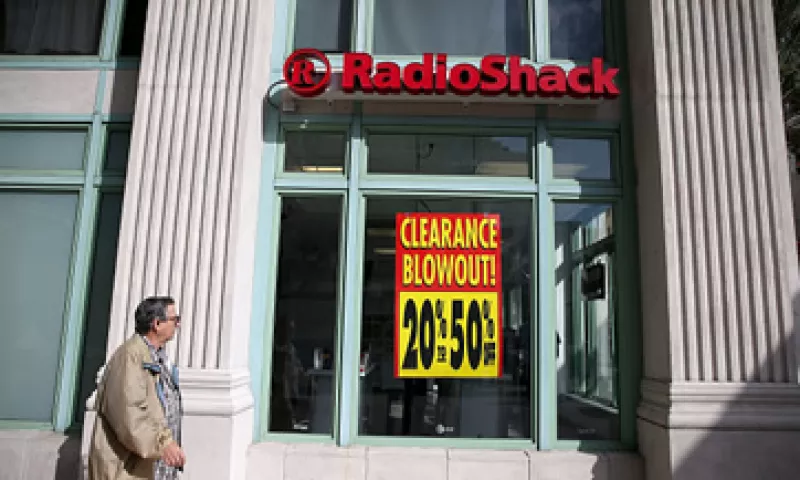 R RadioShack
CLEARANCE
BLOWOUT!
20% TO 50% OFF